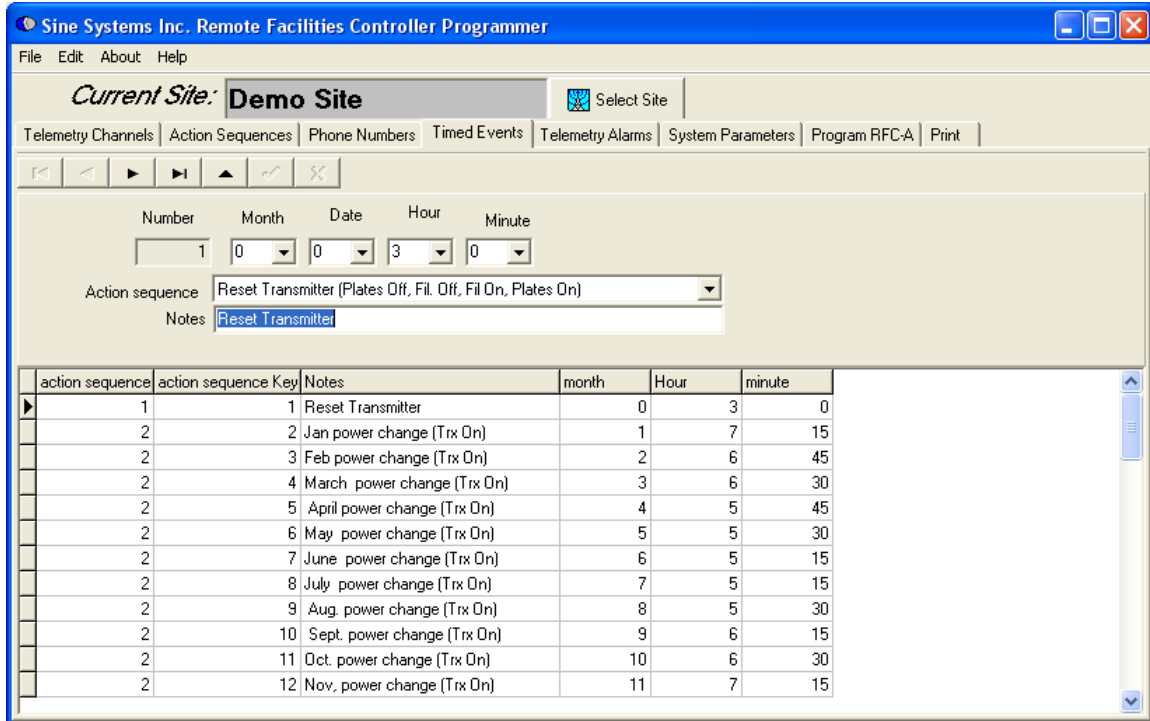 Sine Systems Inc. Remote Facilities Controller Programmer
File Edit About Help
Current Site: Demo Site Select Site
Telemetry Channels Action Sequences Phone Numbers Timed Events Telemetry Alarms System Parameters Program RFC-A Print
Number Month Date Hour Minute
1 0 0 3 0
Action sequence Reset Transmitter (Plates Off, Fil. Off, Fil On, Plates On)
Notes Reset Transmitter
action sequence action sequence Key Notes month Hour minute
1 1 Reset Transmitter 0 3 0
2 2 Jan power change (Trx On) 1 7 15
2 3 Feb power change (Trx On) 2 6 45
2 4 March power change (Trx On) 3 6 30
2 5 April power change (Trx On) 4 5 45
2 6 May power change (Trx On) 5 5 30
2 7 June power change (Trx On) 6 5 15
2 8 July power change (Trx On) 7 5 15
2 9 Aug. power change (Trx On) 8 5 30
2 10 Sept. power change (Trx On) 9 6 15
2 11 Oct. power change (Trx On) 10 6 30
2 12 Nov, power change (Trx On) 11 7 15